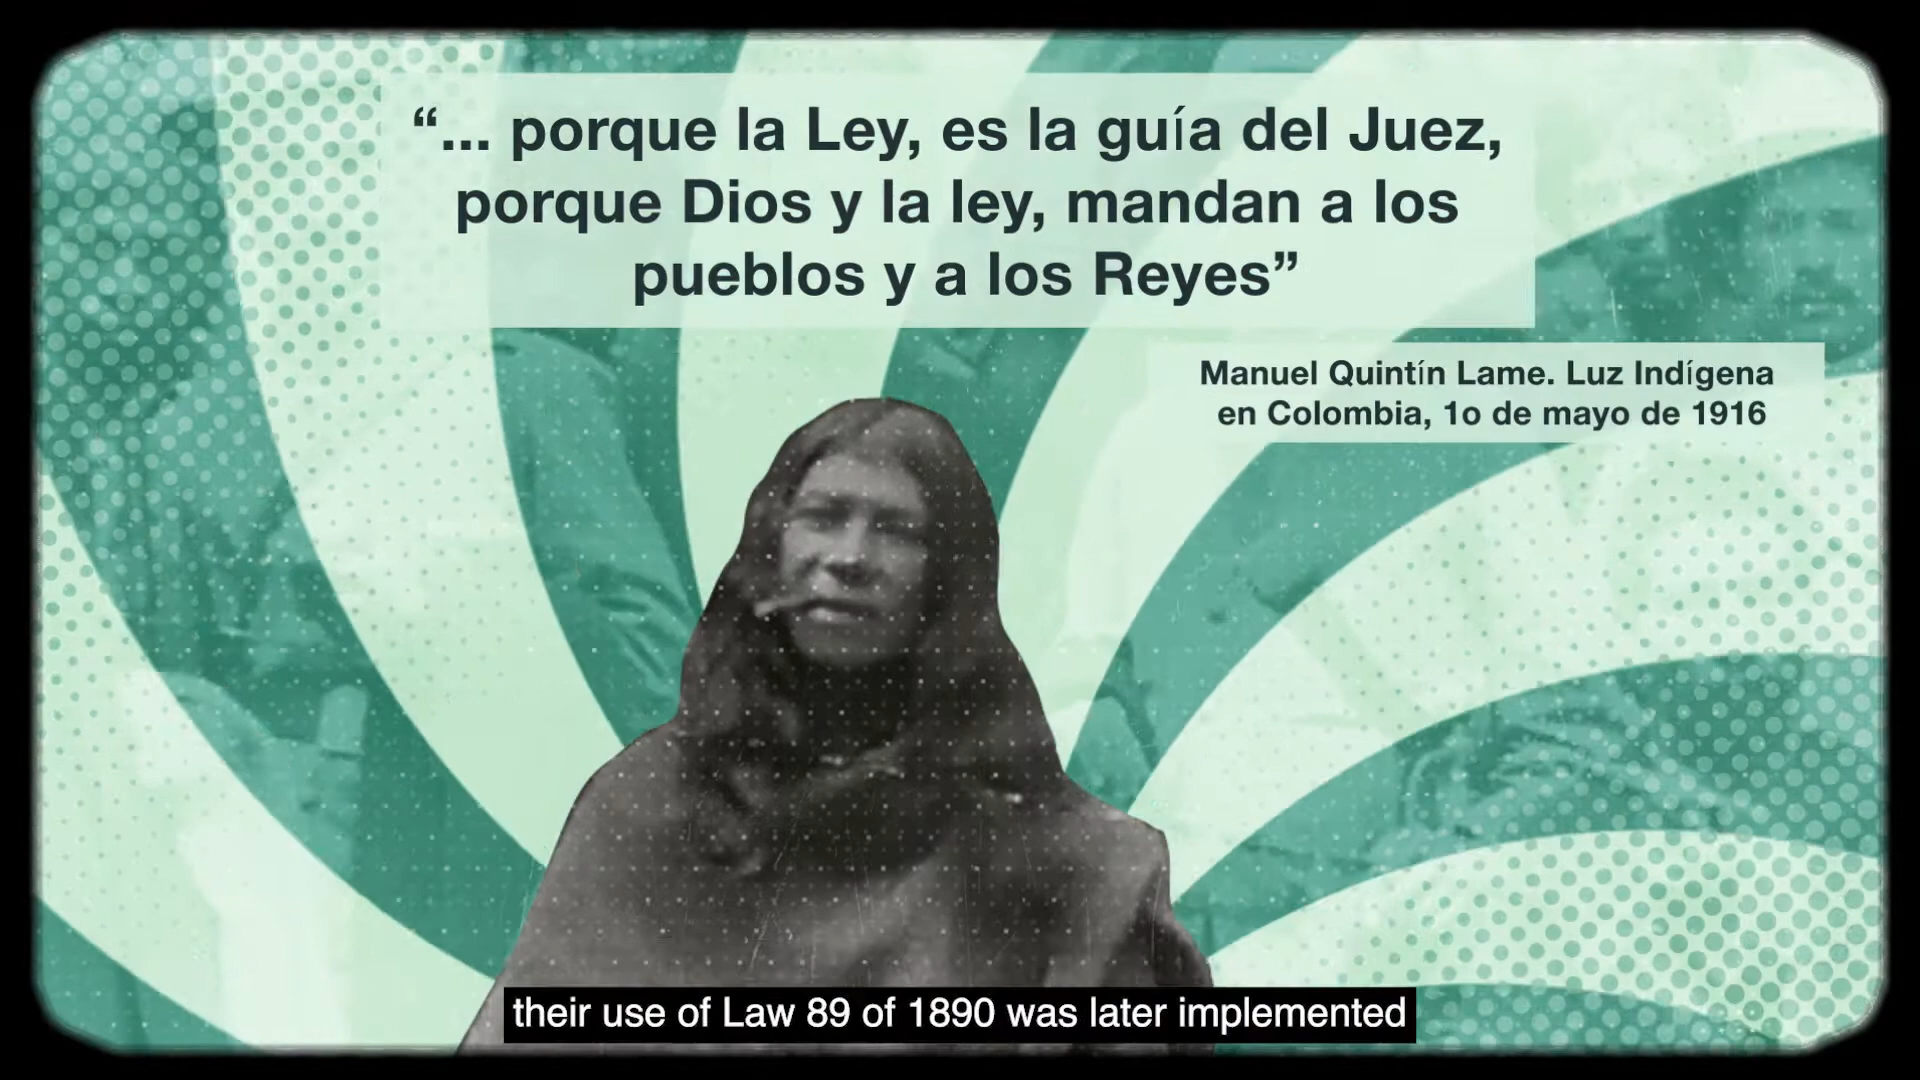 “... porque la Ley, es la guía del Juez,
porque Dios y la ley, mandan a los
pueblos y a los Reyes”
Manuel Quintín Lame. Luz Indígena
en Colombia, 1o de mayo de 1916
their use of Law 89 of 1890 was later implemented